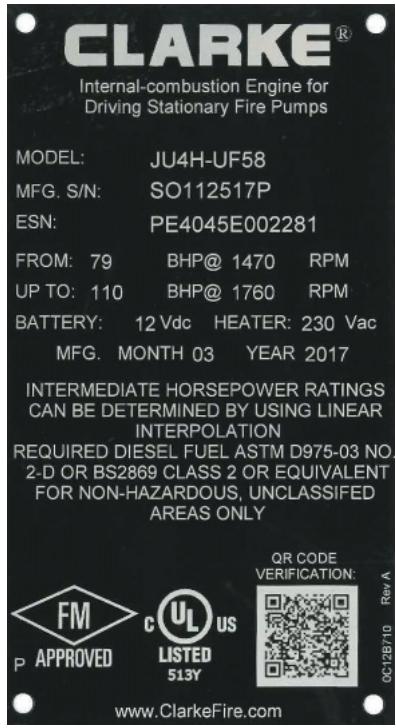 CLARKE®
Internal-combustion Engine for
Driving Stationary Fire Pumps
MODEL: JU4H-UF58
MFG. S/N: SO112517P
ESN: PE4045E002281
FROM: 79 BHP@ 1470 RPM
UP TO: 110 BHP@ 1760 RPM
BATTERY: 12 Vdc HEATER: 230 Vac
MFG. MONTH 03 YEAR 2017
INTERMEDIATE HORSEPOWER RATINGS
CAN BE DETERMINED BY USING LINEAR
INTERPOLATION
REQUIRED DIESEL FUEL ASTM D975-03 NO.
2-D OR BS2869 CLASS 2 OR EQUIVALENT
FOR NON-HAZARDOUS, UNCLASSIFED
AREAS ONLY
QR CODE
VERIFICATION:
FM
P APPROVED
C UL US
LISTED
513Y
0C12B710 Rev A
www.ClarkeFire.com